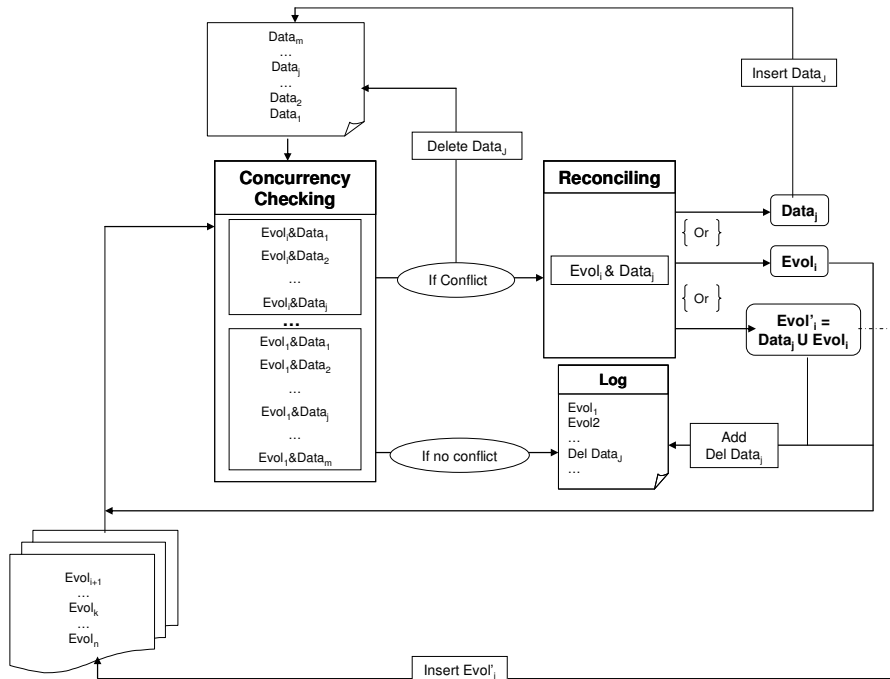 Data_m
...
Data_j
...
Data_2
Data_1
Insert Data_J
Delete Data_J
Concurrency
Checking
Evol_i&Data_1
Evol_i&Data_2
...
Evol_i&Data_j
...
Evol_1&Data_1
Evol_1&Data_2
...
Evol_1&Data_j
...
Evol_1&Data_m
If Conflict
If no conflict
Reconciling
Evol_i & Data_j
{ Or }
{ Or }
Data_j
Evol_i
Evol'_i =
Data_j U Evol_i
Log
Evol_1
Evol2
...
Del Data_J
...
Add
Del Data_j
Evol_i+1
...
Evol_k
...
Evol_n
Insert Evol'_i